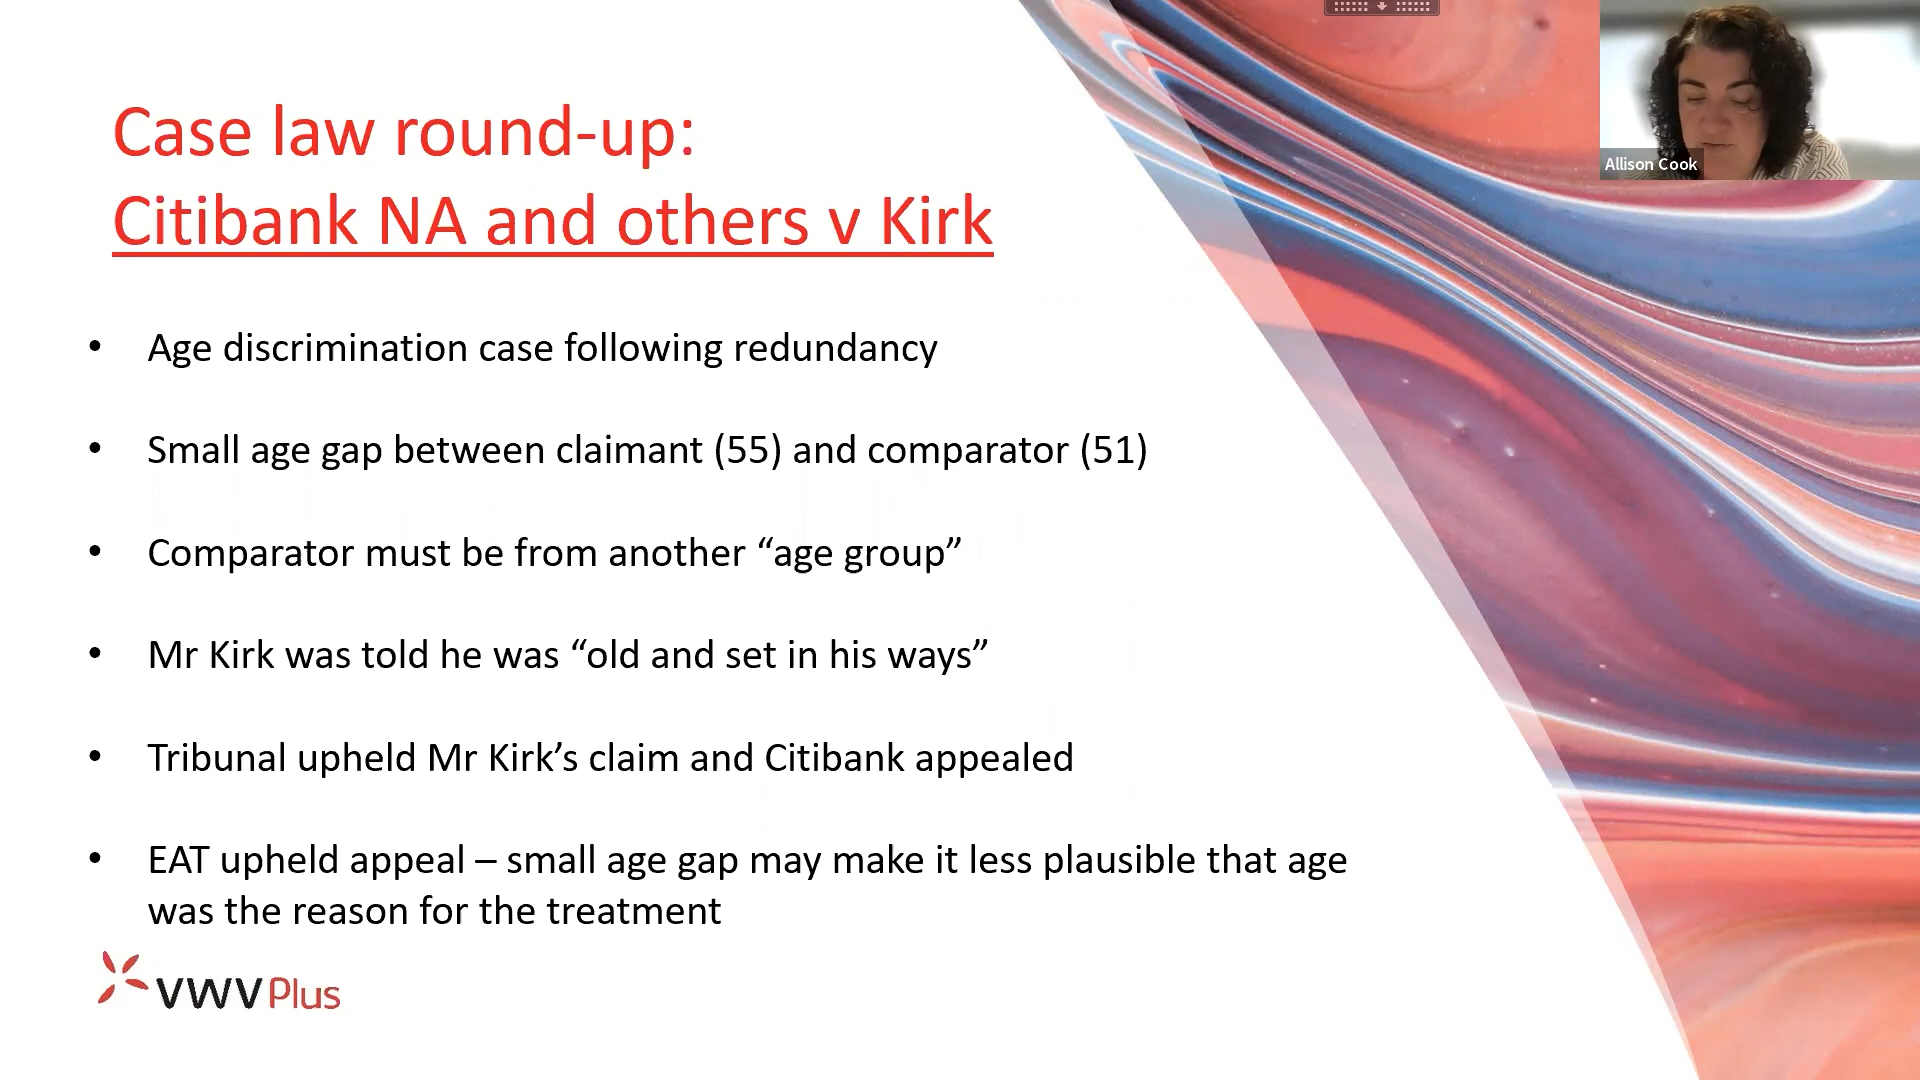 Case law round-up:
Citibank NA and others v Kirk
Allison Cook
• Age discrimination case following redundancy
• Small age gap between claimant (55) and comparator (51)
• Comparator must be from another “age group”
• Mr Kirk was told he was “old and set in his ways”
• Tribunal upheld Mr Kirk’s claim and Citibank appealed
• EAT upheld appeal – small age gap may make it less plausible that age
was the reason for the treatment
VWV Plus